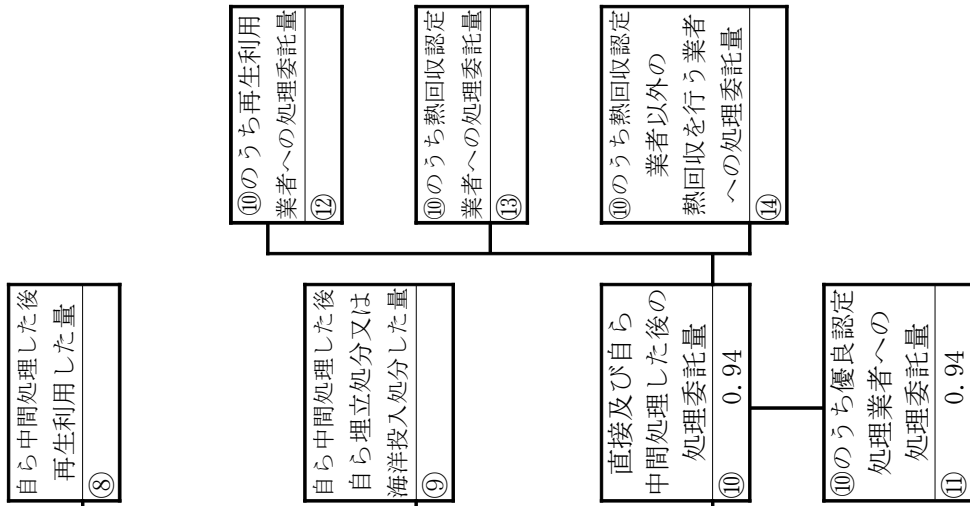 自ら中間処理した後
再生利用した量
⑧
自ら中間処理した後
自ら埋立処分又は
海洋投入処分した量
⑨
直接及び自ら
中間処理した後の
処理委託量
⑩ 0.94
⑩のうち優良認定
処理業者への
処理委託量
⑪ 0.94
⑩のうち再生利用
業者への処理委託量
⑫
⑩のうち熱回収認定
業者への処理委託量
⑬
⑩のうち熱回収認定
業者以外の
熱回収を行う業者
への処理委託量
⑭